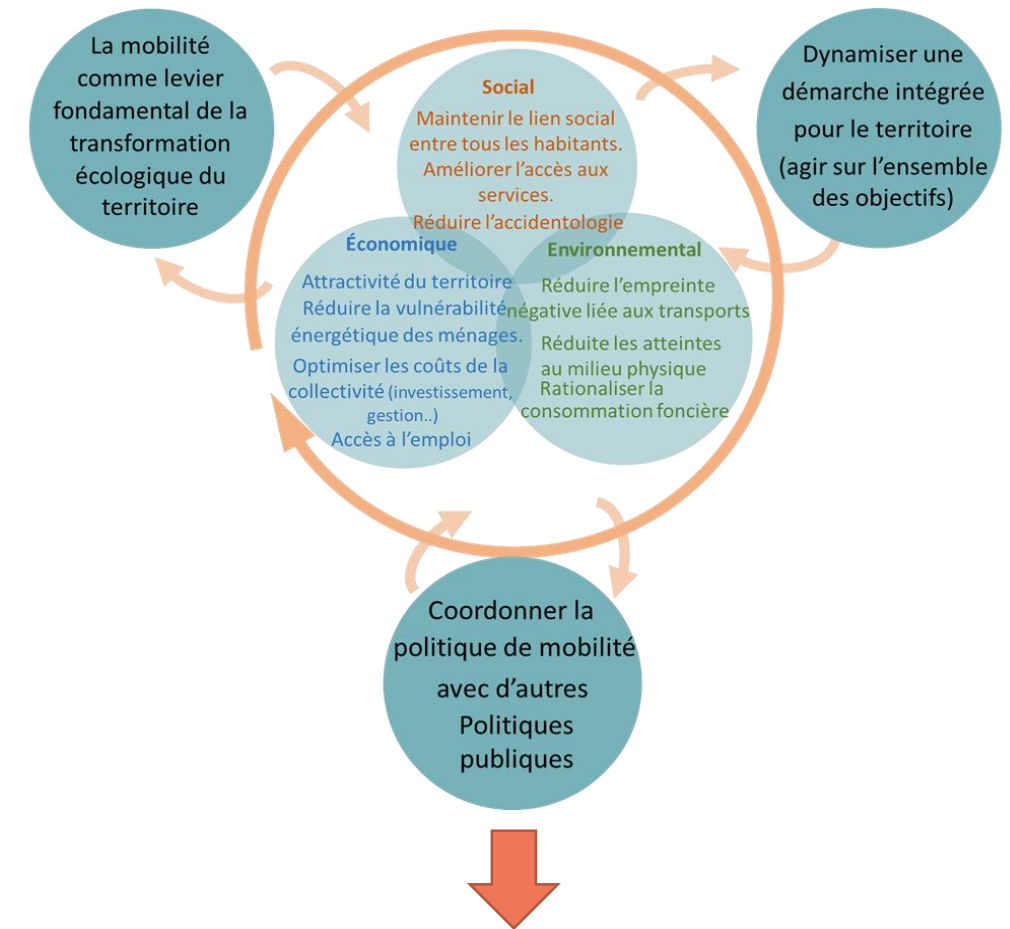 La mobilité
comme levier
fondamental de la
transformation
écologique du
territoire
Social
Maintenir le lien social
entre tous les habitants.
Améliorer l'accès aux
services.
Réduire l'accidentologie
Dynamiser une
démarche intégrée
pour le territoire
(agir sur l'ensemble
des objectifs)
Économique
Attractivité du territoire
Réduire la vulnérabilité
énergétique des ménages.
Optimiser les coûts de la
collectivité (investissement,
gestion..)
Accès à l'emploi
Environnemental
Réduire l'empreinte
négative liée aux transports
Réduite les atteintes
au milieu physique
Rationaliser la
consommation foncière
Coordonner la
politique de mobilité
avec d'autres
Politiques
publiques